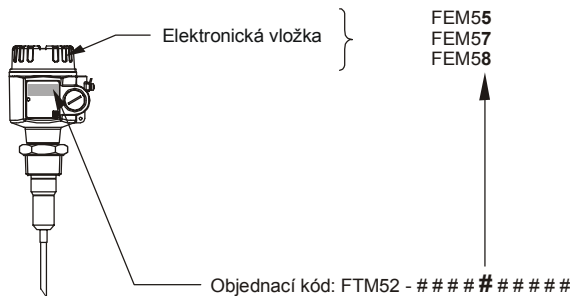 Elektronická vložka
FEM55
FEM57
FEM58
Objednací kód: FTM52 - # # # # # # # # # #